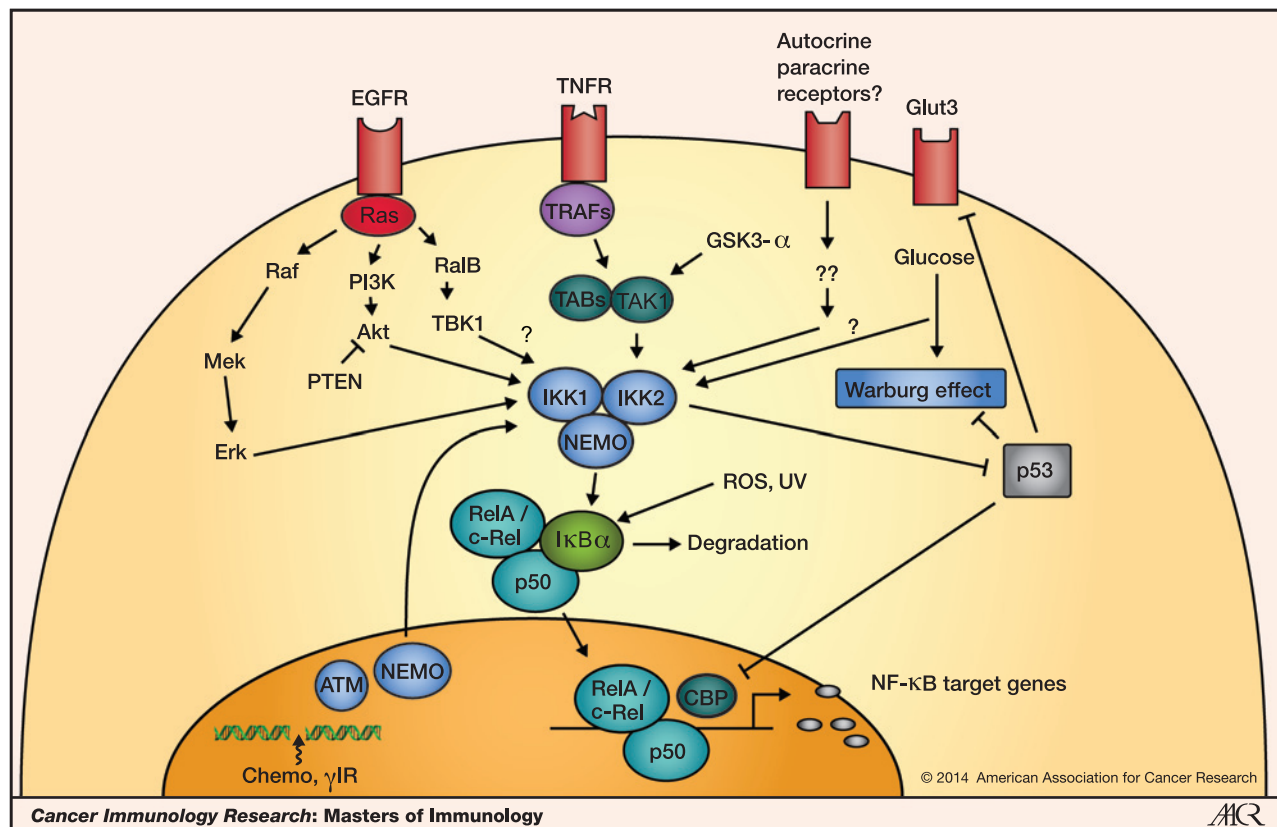 Autocrine
paracrine
receptors?
EGFR
TNFR
Glut3
Ras
TRAFs
Raf
PI3K
RalB
GSK3-α
??
Glucose
TABs
TAK1
Mek
Akt
TBK1
?
?
PTEN
Warburg effect
IKK1
IKK2
NEMO
Erk
p53
ROS, UV
RelA /
c-Rel
IκBα
Degradation
p50
ATM
NEMO
RelA /
c-Rel
CBP
NF-κB target genes
p50
Chemo, γIR
© 2014 American Association for Cancer Research
Cancer Immunology Research: Masters of Immunology
AACR